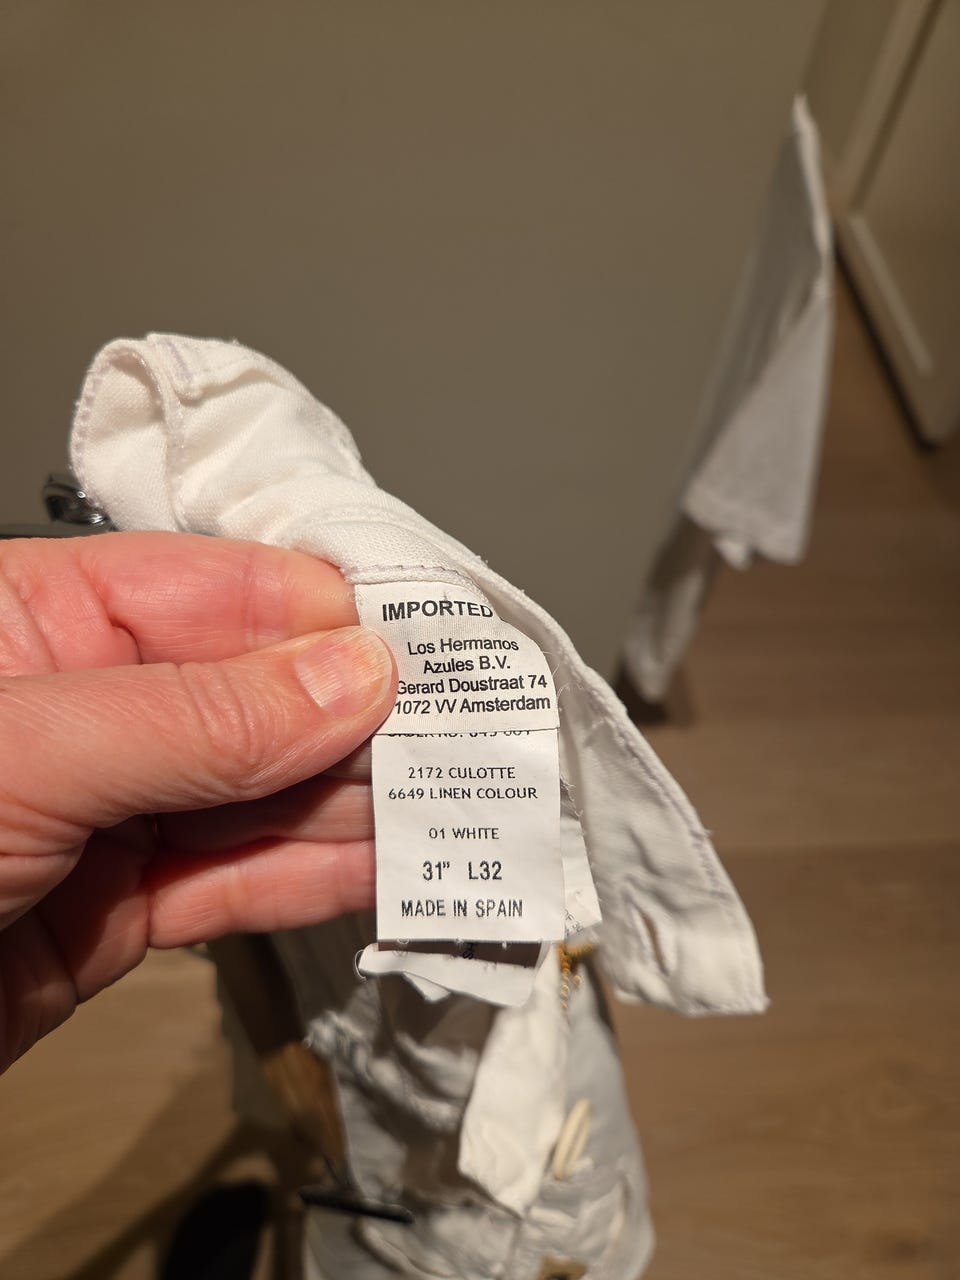 IMPORTED
Los Hermanos
Azules B.V.
Gerard Doustraat 74
1072 VV Amsterdam
2172 CULOTTE
6649 LINEN COLOUR
01 WHITE
31" L32
MADE IN SPAIN